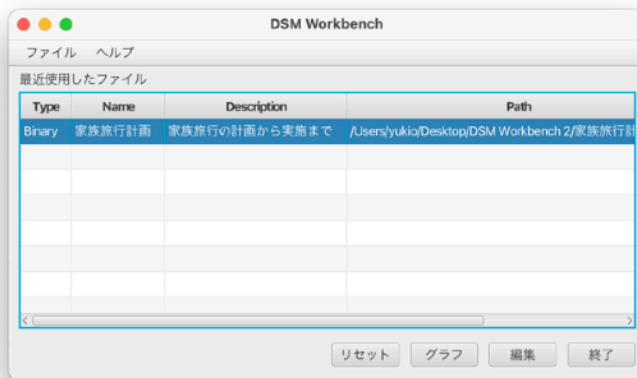 DSM Workbench
ファイル ヘルプ
最近使用したファイル
Type Name Description Path
Binary 家族旅行計画 家族旅行の計画から実施まで /Users/yukio/Desktop/DSM Workbench 2/家族旅行計
リセット グラフ 編集 終了